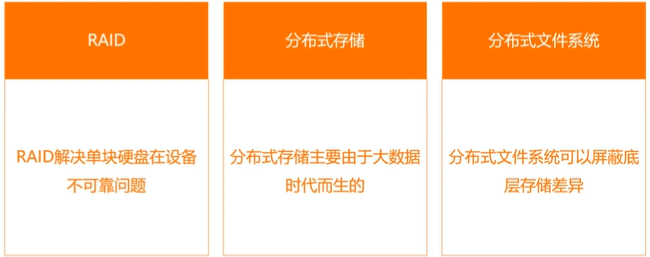 RAID
RAID解决单块硬盘在设备
不可靠问题
分布式存储
分布式存储主要由于大数据
时代而生的
分布式文件系统
分布式文件系统可以屏蔽底
层存储差异